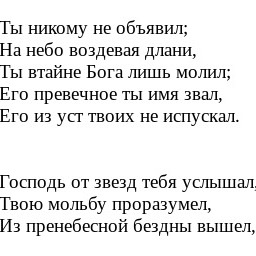 Ты никому не объявил;
На небо воздевая длани,
Ты втайне Бога лишь молил;
Его превечное ты имя звал,
Его из уст твоих не испускал.
Господь от звезд тебя услышал,
Твою мольбу проразумел,
Из пренебесной бездны вышел,